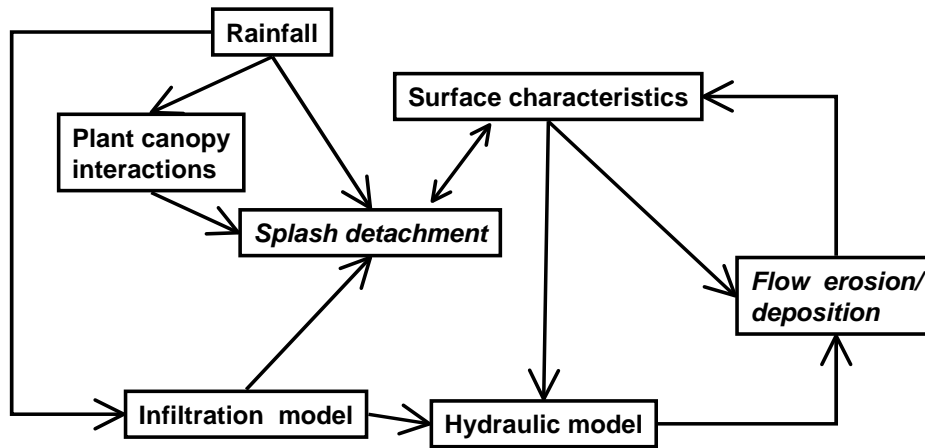 Rainfall
Surface characteristics
Plant canopy
interactions
Splash detachment
Flow erosion/
deposition
Infiltration model
Hydraulic model